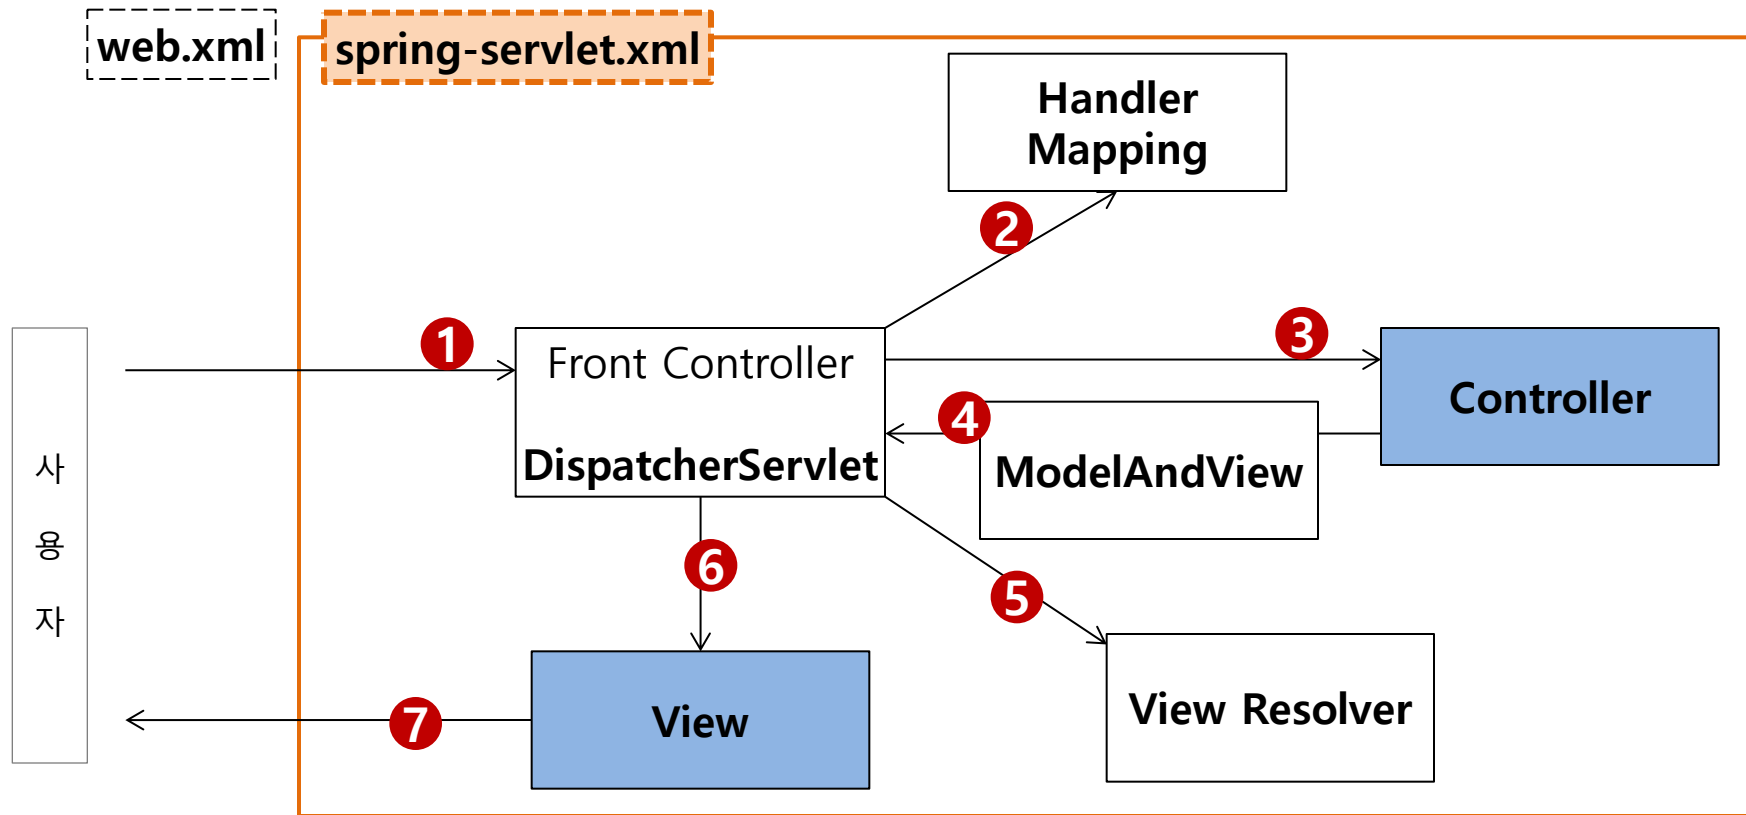 web.xml
spring-servlet.xml
Handler
Mapping
2
1
3
사
용
자
Front Controller
DispatcherServlet
4
ModelAndView
Controller
6
5
7
View
View Resolver